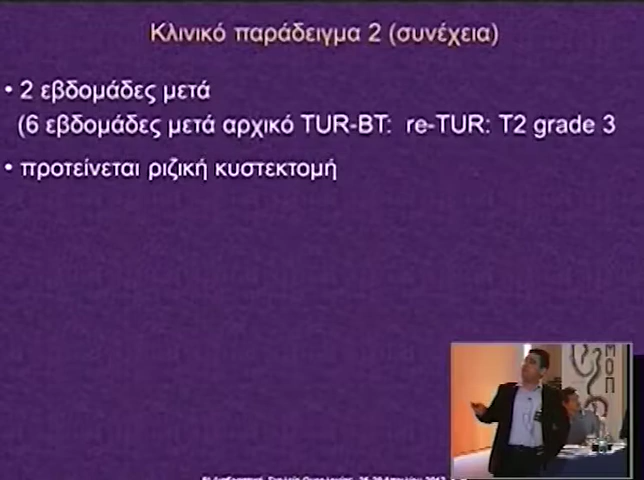 Κλινικό παράδειγμα 2 (συνέχεια)
• 2 εβδομάδες μετά
(6 εβδομάδες μετά αρχικό TUR-BT: re-TUR: T2 grade 3
• προτείνεται ριζική κυστεκτομή
ΜΟΠ